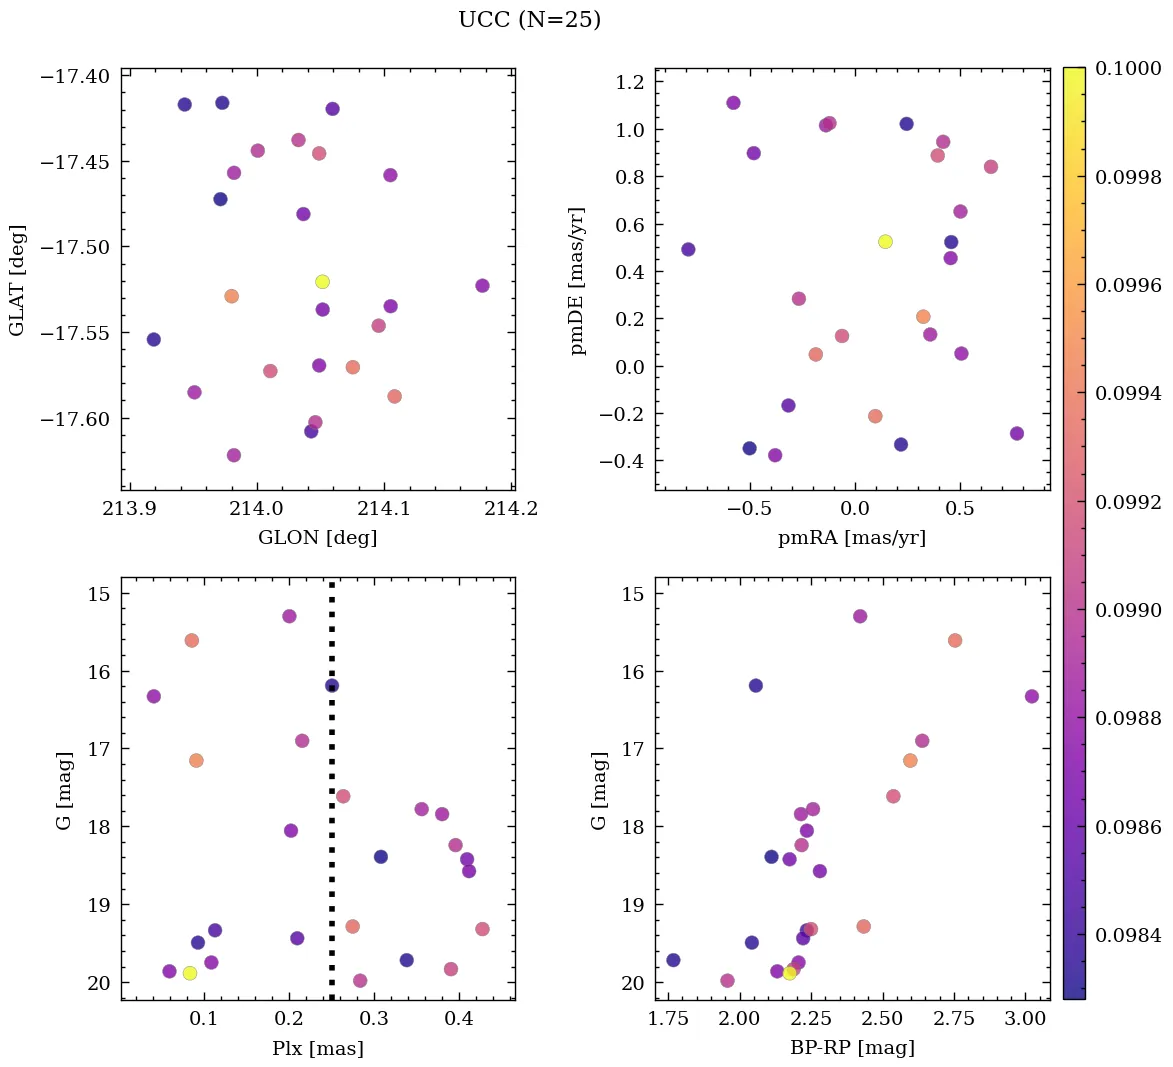 UCC (N=25)
−17.40
−17.45
−17.50
−17.55
−17.60
GLAT [deg]
213.9 214.0 214.1 214.2
GLON [deg]
1.2
1.0
0.8
0.6
0.4
0.2
0.0
−0.2
−0.4
pmDE [mas/yr]
−0.5 0.0 0.5
pmRA [mas/yr]
15
16
17
18
19
20
G [mag]
0.1 0.2 0.3 0.4
Plx [mas]
15
16
17
18
19
20
G [mag]
1.75 2.00 2.25 2.50 2.75 3.00
BP-RP [mag]
0.1000
0.0998
0.0996
0.0994
0.0992
0.0990
0.0988
0.0986
0.0984